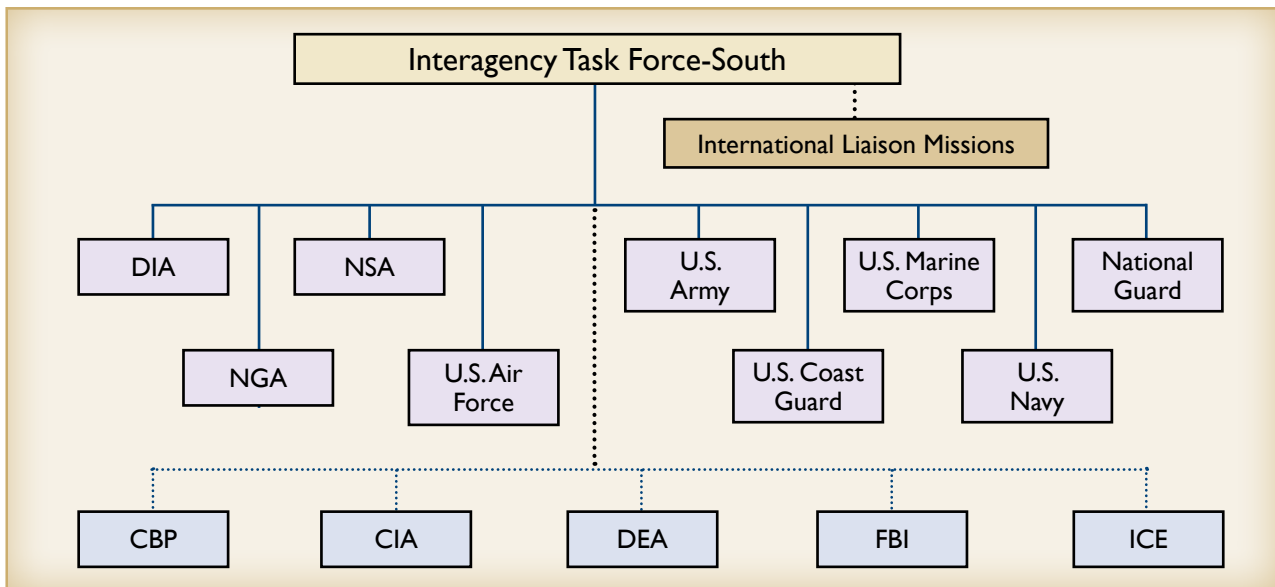 Interagency Task Force-South
International Liaison Missions
DIA
NSA
U.S.
Army
U.S. Marine
Corps
National
Guard
NGA
U.S. Air
Force
U.S. Coast
Guard
U.S.
Navy
CBP
CIA
DEA
FBI
ICE